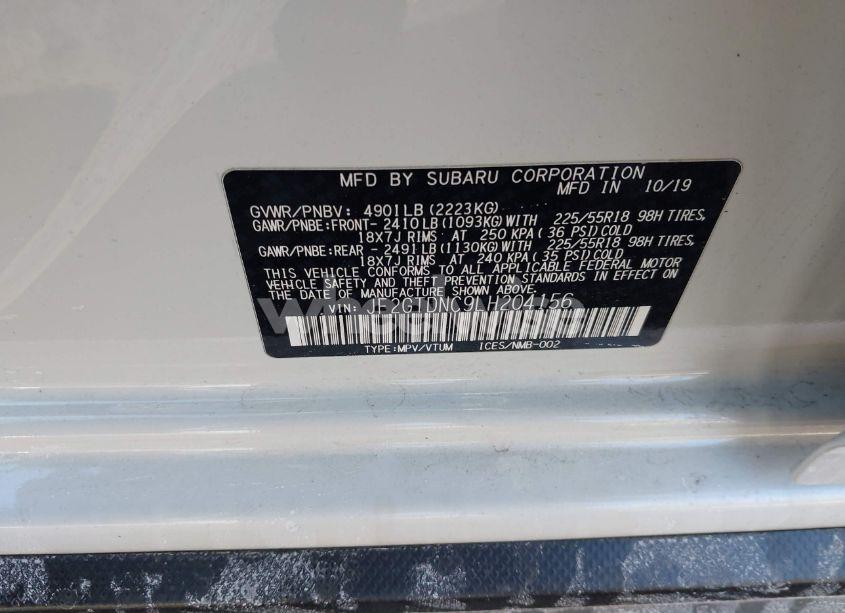 MFD BY SUBARU CORPORATION
MFD IN 10/19
GVWR/PNBV: 4901LB (2223KG)
GAWR/PNBE:FRONT- 2410LB (1093KG) WITH 225/55R18 98H TIRES,
18X7J RIMS AT 250 KPA (36 PSI) COLD
GAWR/PNBE:REAR - 2491LB (1130KG) WITH 225/55R18 98H TIRES,
18X7J RIMS AT 240 KPA (35 PSI) COLD
THIS VEHICLE CONFORMS TO ALL APPLICABLE FEDERAL MOTOR
VEHICLE SAFETY AND THEFT PREVENTION STANDARDS IN EFFECT ON
THE DATE OF MANUFACTURE SHOWN ABOVE.
VIN: JF2GTDNC9LH204156
TYPE:MPV/VTUM ICES/NMB-002